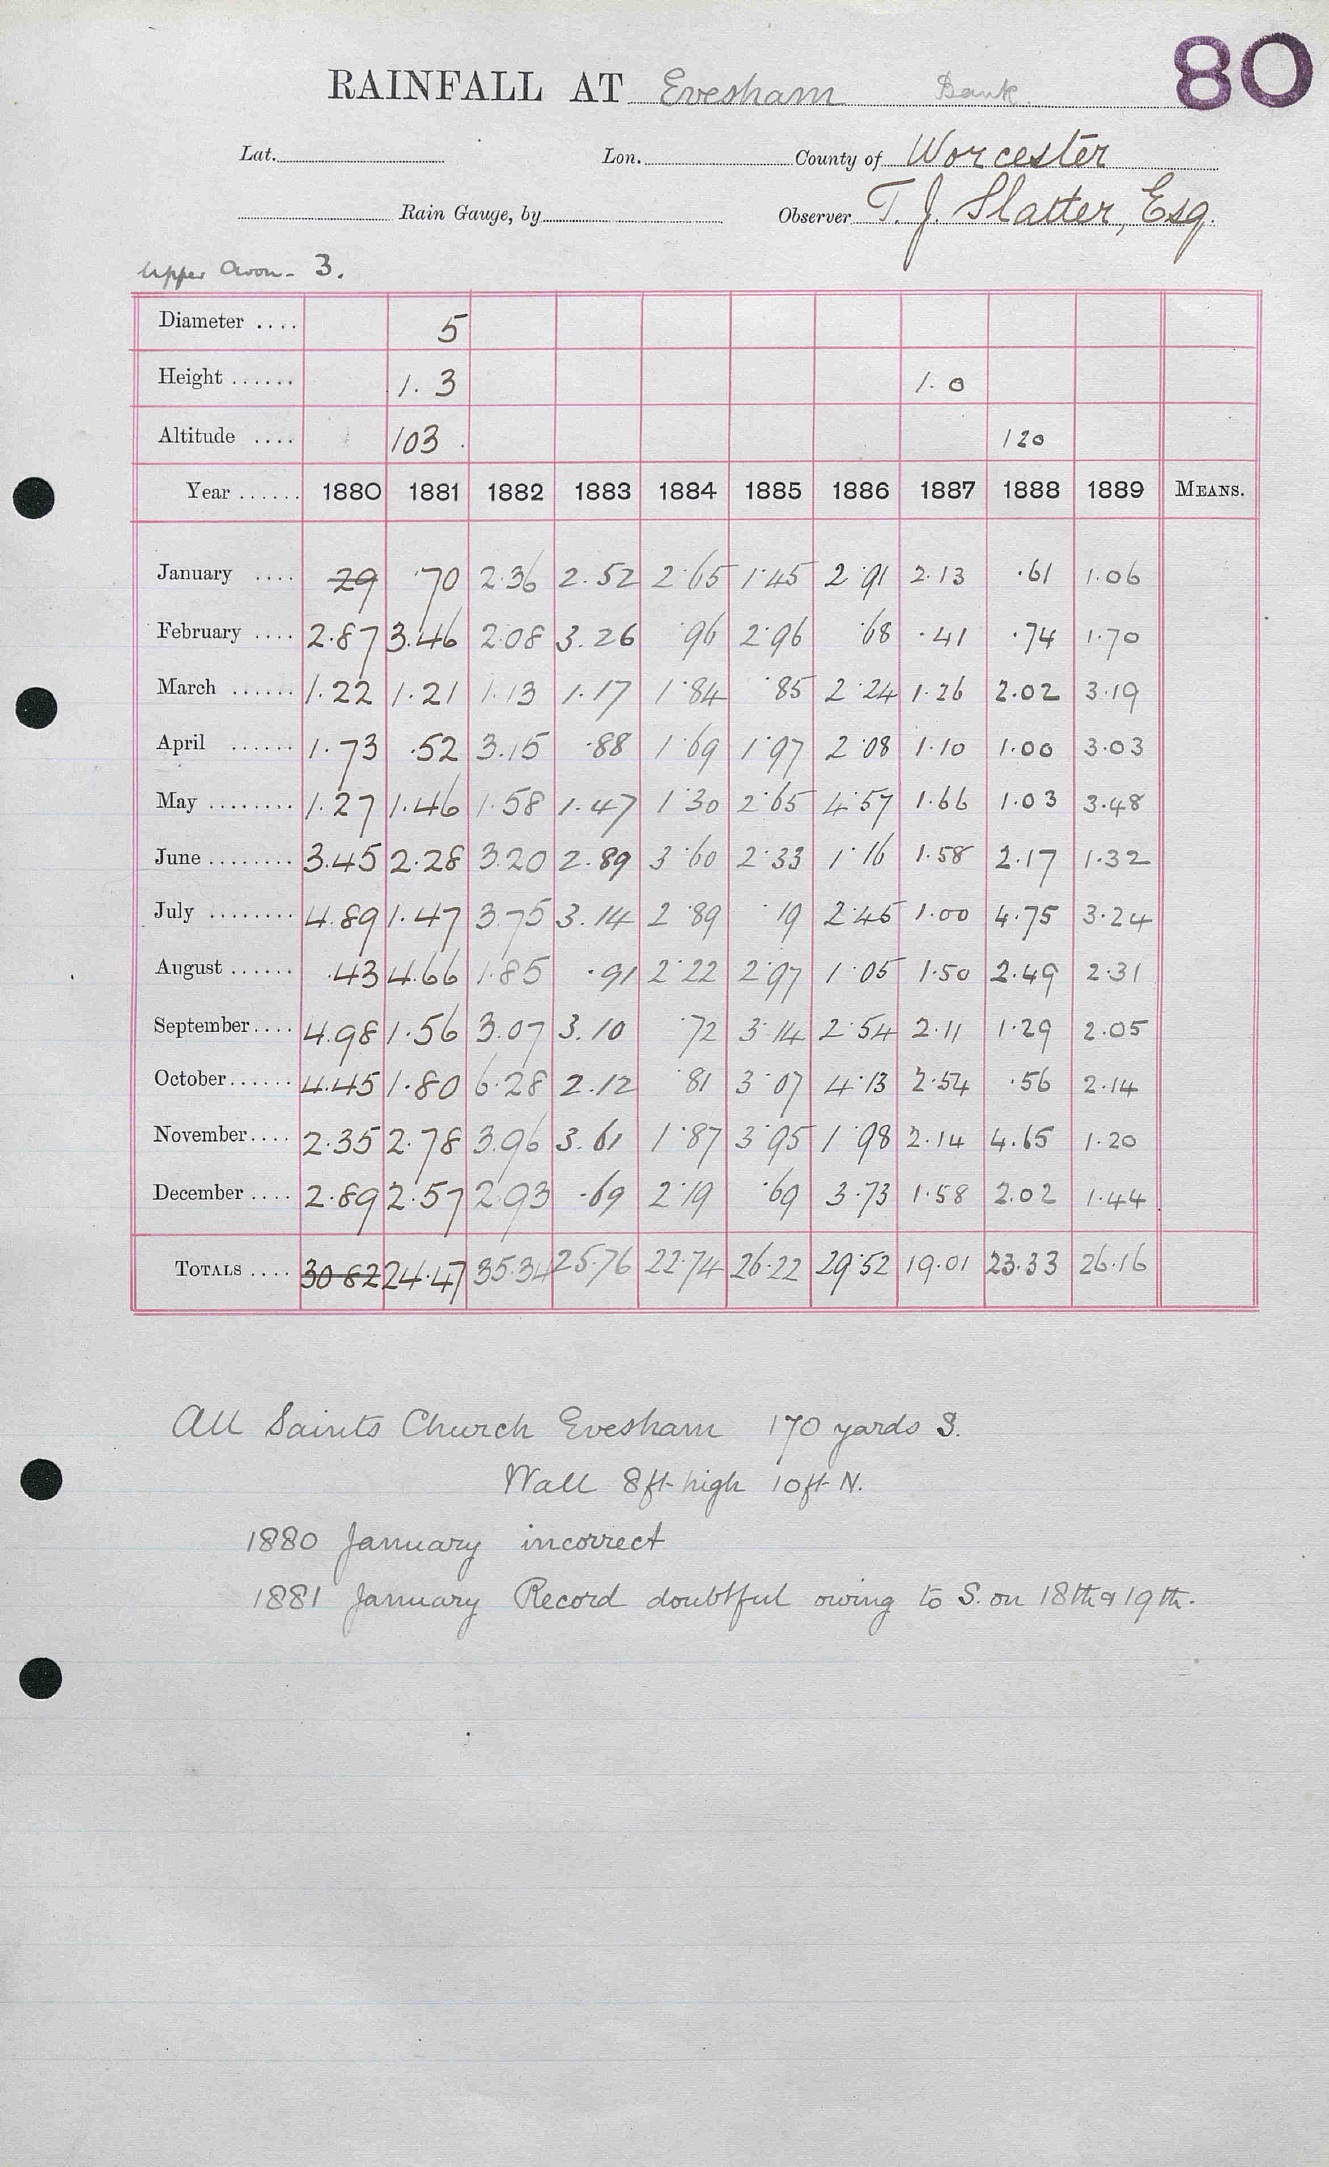 80
RAINFALL AT Evesham Bank.
Lat. Lon. County of Worcester
Rain Gauge, by Observer T. J. Slatter, Esq.
Upper Avon - 3.
Diameter .... 5
Height ...... 1.3 1.0
Altitude .... 103 120
Year ...... 1880 1881 1882 1883 1884 1885 1886 1887 1888 1889 MEANS.
January .... 29 .70 2.36 2.52 2.65 1.45 2.91 2.13 .61 1.06
February .... 2.87 3.46 2.08 3.26 .96 2.96 .68 .41 .74 1.70
March ...... 1.22 1.21 1.13 1.17 1.84 .85 2.24 1.26 2.02 3.19
April ...... 1.73 .52 3.15 .88 1.69 1.97 2.08 1.10 1.00 3.03
May ........ 1.27 1.46 1.58 1.47 1.30 2.65 4.57 1.66 1.03 3.48
June ........ 3.45 2.28 3.20 2.89 3.60 2.33 1.16 1.58 2.17 1.32
July ........ 4.89 1.47 3.75 3.14 2.89 .19 2.45 1.00 4.75 3.24
August ...... .43 4.66 1.85 .91 2.22 2.97 1.05 1.50 2.49 2.31
September .... 4.98 1.56 3.07 3.10 .72 3.14 2.54 2.11 1.29 2.05
October ...... 4.45 1.80 6.28 2.12 .81 3.07 4.13 2.54 .56 2.14
November .... 2.35 2.78 3.96 3.61 1.87 3.95 1.98 2.14 4.65 1.20
December .... 2.89 2.57 2.93 .69 2.19 .69 3.73 1.58 2.02 1.44
TOTALS .... 30.82 24.47 35.34 25.76 22.74 26.22 29.52 19.01 23.33 26.16
All Saints Church Evesham 170 yards S.
Wall 8ft high 10ft N.
1880 January incorrect
1881 January Record doubtful owing to S. on 18th & 19th.